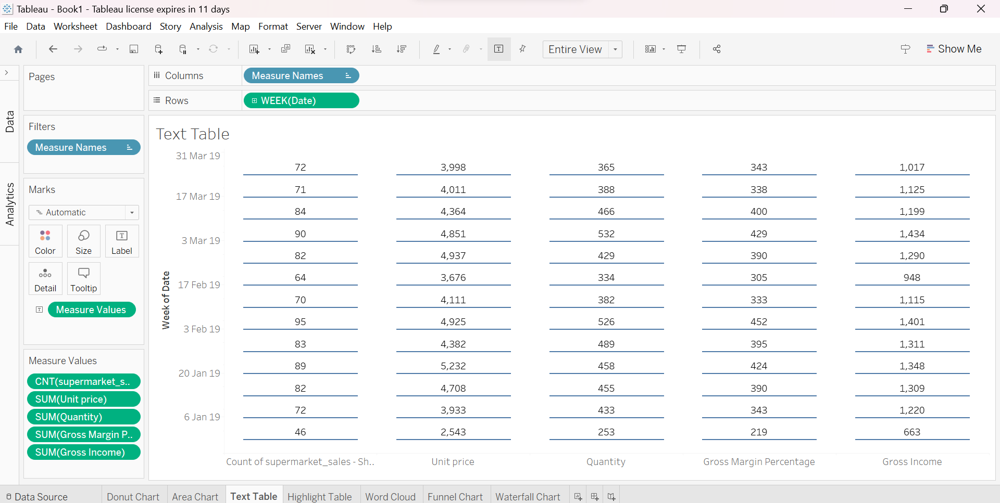 Tableau - Book1 - Tableau license expires in 11 days
File Data Worksheet Dashboard Story Analysis Map Format Server Window Help
Entire View
Show Me
Pages
Columns Measure Names
Rows WEEK(Date)
Data
Analytics
Filters
Measure Names
Marks
Automatic
Color Size Label
Detail Tooltip
Measure Values
Measure Values
CNT(supermarket_s..
SUM(Unit price)
SUM(Quantity)
SUM(Gross Margin P..
SUM(Gross Income)
Text Table
Week of Date
31 Mar 19
72 3,998 365 343 1,017
71 4,011 388 338 1,125
17 Mar 19
84 4,364 466 400 1,199
90 4,851 532 429 1,434
3 Mar 19
82 4,937 429 390 1,290
64 3,676 334 305 948
17 Feb 19
70 4,111 382 333 1,115
95 4,925 526 452 1,401
3 Feb 19
83 4,382 489 395 1,311
89 5,232 458 424 1,348
20 Jan 19
82 4,708 455 390 1,309
72 3,933 433 343 1,220
6 Jan 19
46 2,543 253 219 663
Count of supermarket_sales - Sh.. Unit price Quantity Gross Margin Percentage Gross Income
Data Source Donut Chart Area Chart Text Table Highlight Table Word Cloud Funnel Chart Waterfall Chart